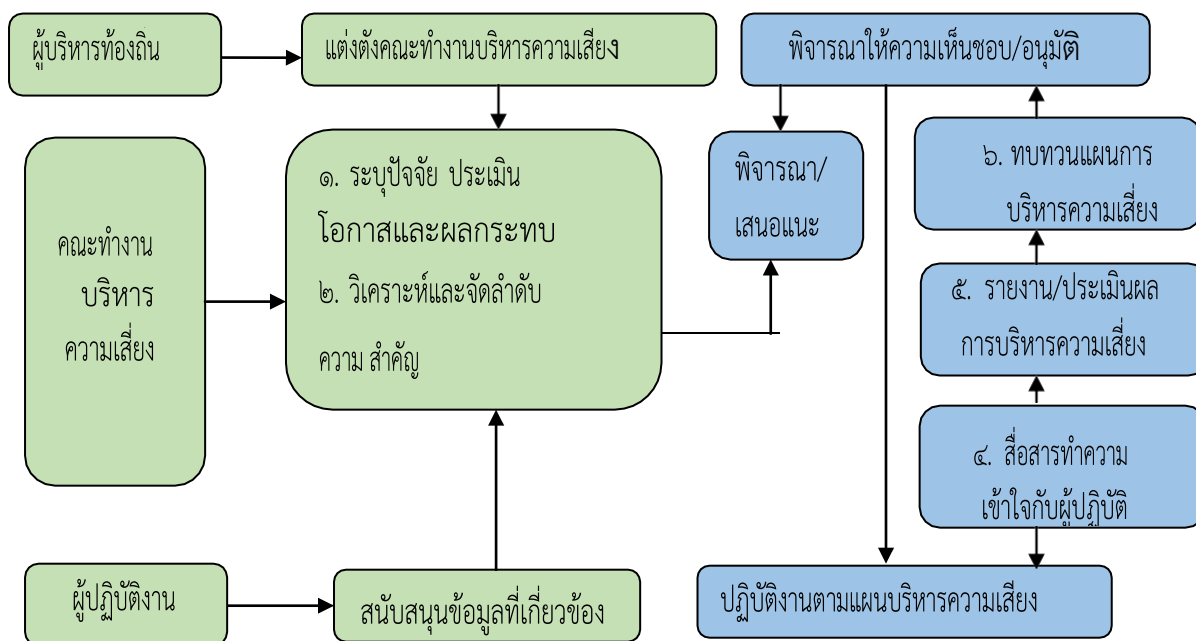 ผู้บริหารท้องถิน
แต่งตังคณะทำงานบริหารความเสียง
พิจารณาให้ความเห็นชอบ/อนุมัติ
คณะทำงาน
บริหาร
ความเสี่ยง
๑. ระบุปัจจัย ประเมิน
โอกาสและผลกระทบ
๒. วิเคราะห์และจัดลำดับ
ความ สำคัญ
พิจารณา/
เสนอแนะ
๖. ทบทวนแผนการ
บริหารความเสี่ยง
๕. รายงาน/ประเมินผล
การบริหารความเสี่ยง
๔. สื่อสารทำความ
เข้าใจกับผู้ปฏิบัติ
ผู้ปฏิบัติงาน
สนับสนุนข้อมูลที่เกี่ยวข้อง
ปฏิบัติงานตามแผนบริหารความเสียง